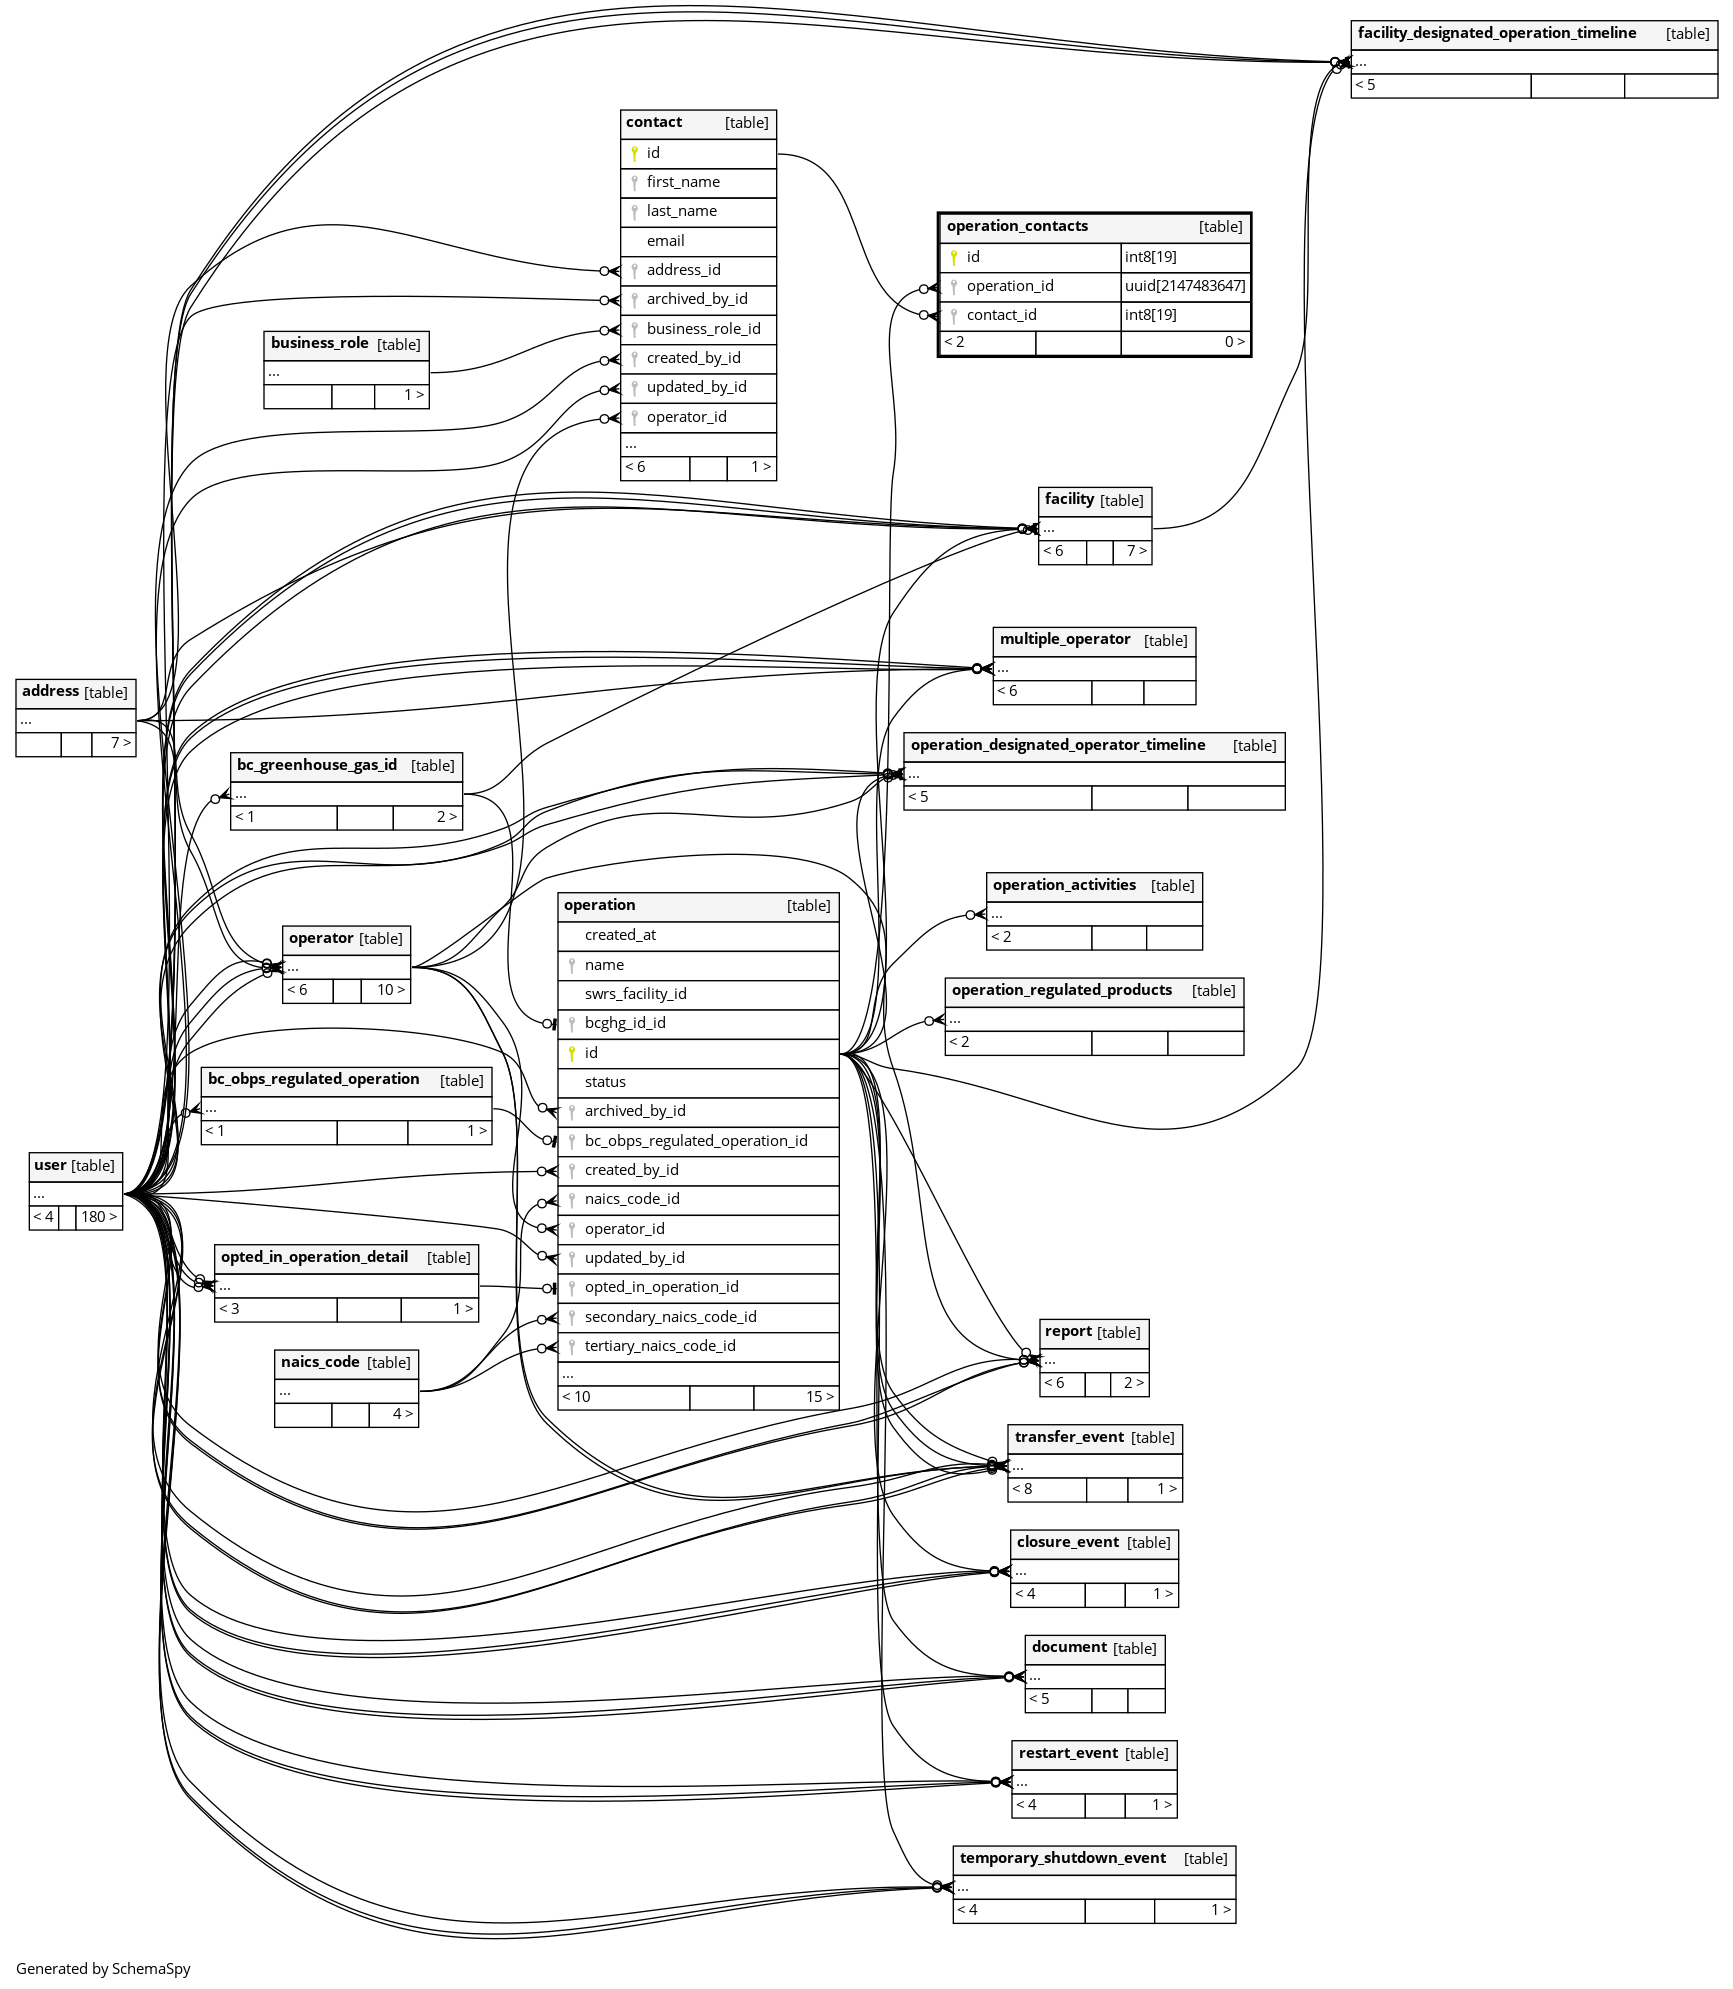 facility_designated_operation_timeline [table]
...
< 5
contact [table]
id
first_name
last_name
email
address_id
archived_by_id
business_role_id
created_by_id
updated_by_id
operator_id
...
< 6 1 >
operation_contacts [table]
id int8[19]
operation_id uuid[2147483647]
contact_id int8[19]
< 2 0 >
business_role [table]
...
1 >
facility [table]
...
< 6 7 >
multiple_operator [table]
...
< 6
address [table]
...
7 >
bc_greenhouse_gas_id [table]
...
< 1 2 >
operation_designated_operator_timeline [table]
...
< 5
operation_activities [table]
...
< 2
operator [table]
...
< 6 10 >
operation [table]
created_at
name
swrs_facility_id
bcghg_id_id
id
status
archived_by_id
bc_obps_regulated_operation_id
created_by_id
naics_code_id
operator_id
updated_by_id
opted_in_operation_id
secondary_naics_code_id
tertiary_naics_code_id
...
< 10 15 >
operation_regulated_products [table]
...
< 2
bc_obps_regulated_operation [table]
...
< 1 1 >
user [table]
...
< 4 180 >
opted_in_operation_detail [table]
...
< 3 1 >
naics_code [table]
...
4 >
report [table]
...
< 6 2 >
transfer_event [table]
...
< 8 1 >
closure_event [table]
...
< 4 1 >
document [table]
...
< 5
restart_event [table]
...
< 4 1 >
temporary_shutdown_event [table]
...
< 4 1 >
Generated by SchemaSpy